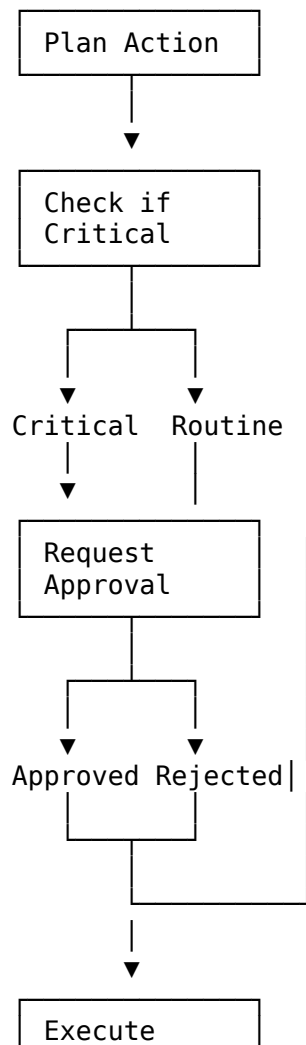 Plan Action
Check if
Critical
Critical Routine
Request
Approval
Approved Rejected
Execute